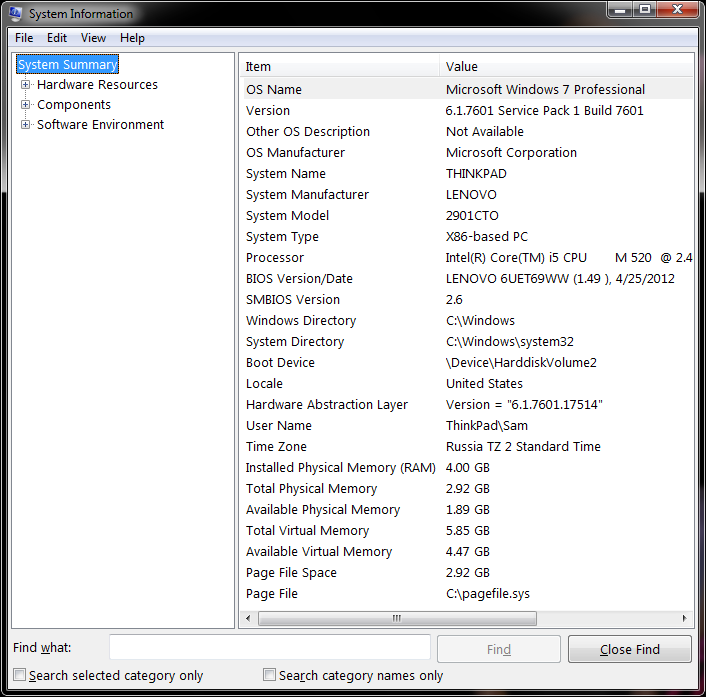 System Information
File Edit View Help
System Summary
Hardware Resources
Components
Software Environment
Item Value
OS Name Microsoft Windows 7 Professional
Version 6.1.7601 Service Pack 1 Build 7601
Other OS Description Not Available
OS Manufacturer Microsoft Corporation
System Name THINKPAD
System Manufacturer LENOVO
System Model 2901CTO
System Type X86-based PC
Processor Intel(R) Core(TM) i5 CPU M 520 @ 2.4
BIOS Version/Date LENOVO 6UET69WW (1.49 ), 4/25/2012
SMBIOS Version 2.6
Windows Directory C:\Windows
System Directory C:\Windows\system32
Boot Device \Device\HarddiskVolume2
Locale United States
Hardware Abstraction Layer Version = "6.1.7601.17514"
User Name ThinkPad\Sam
Time Zone Russia TZ 2 Standard Time
Installed Physical Memory (RAM) 4.00 GB
Total Physical Memory 2.92 GB
Available Physical Memory 1.89 GB
Total Virtual Memory 5.85 GB
Available Virtual Memory 4.47 GB
Page File Space 2.92 GB
Page File C:\pagefile.sys
Find what: Find Close Find
Search selected category only Search category names only